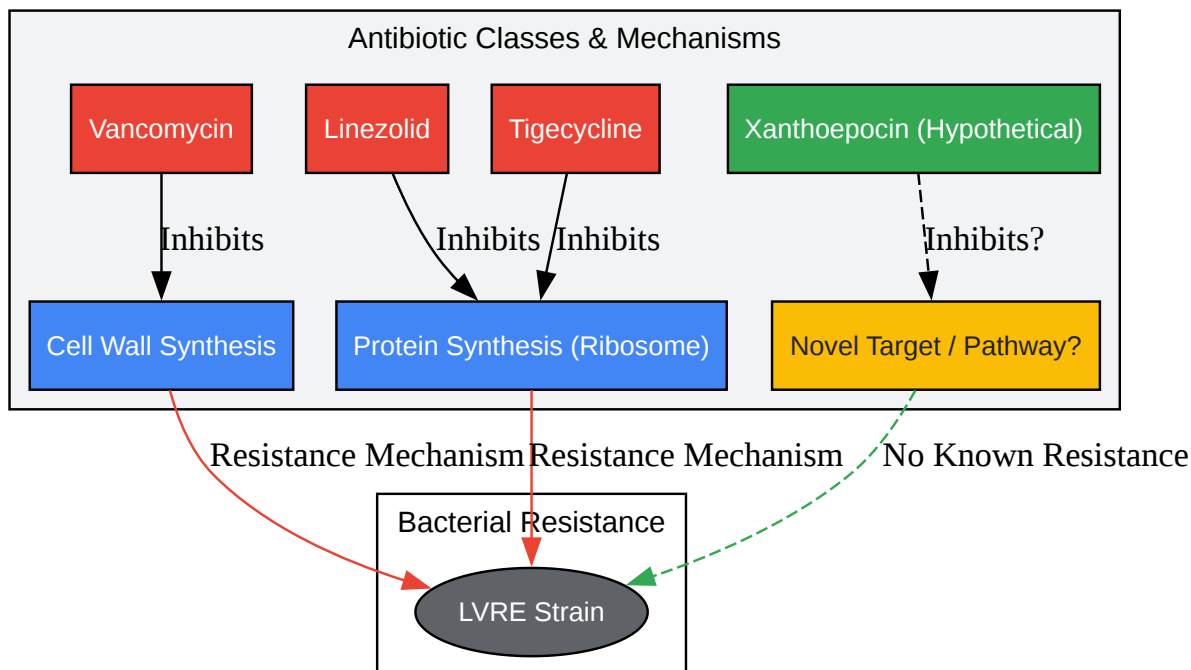 Antibiotic Classes & Mechanisms
Vancomycin
Linezolid
Tigecycline
Xanthoepocin (Hypothetical)
Inhibits
Inhibits
Inhibits
Inhibits?
Cell Wall Synthesis
Protein Synthesis (Ribosome)
Novel Target / Pathway?
Resistance Mechanism
Resistance Mechanism
No Known Resistance
Bacterial Resistance
LVRE Strain